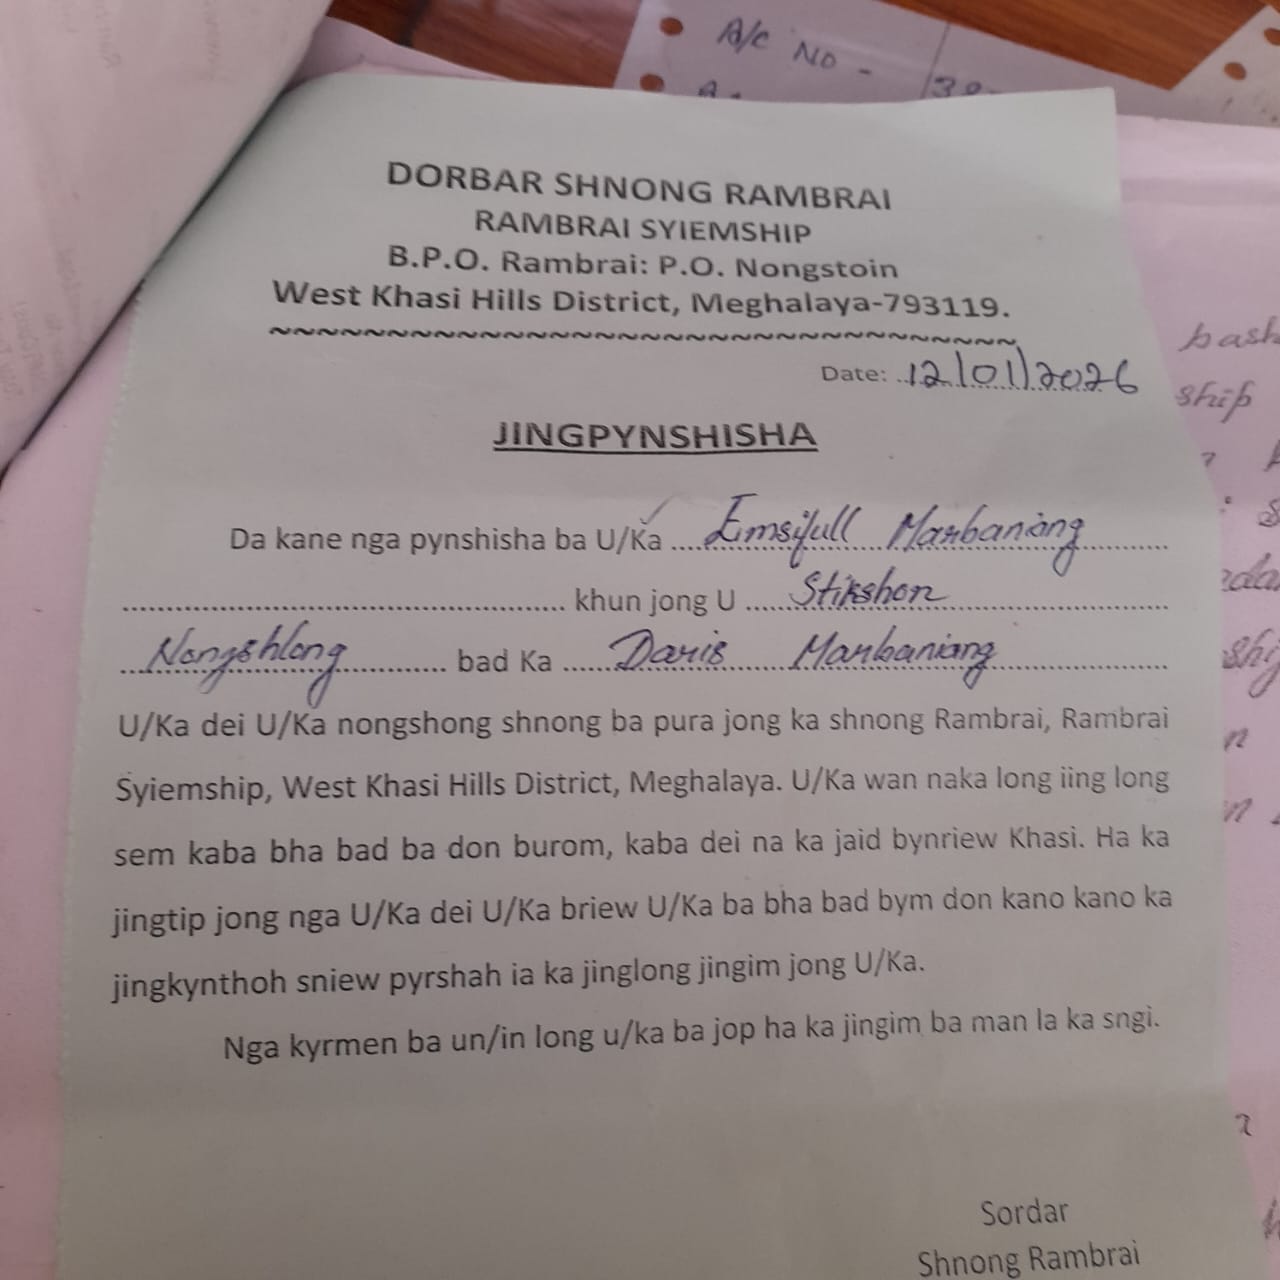 A/C No -
DORBAR SHNONG RAMBRAI
RAMBRAI SYIEMSHIP
B.P.O. Rambrai: P.O. Nongstoin
West Khasi Hills District, Meghalaya-793119.
~~~~~~~~~~~~~~~~~~~~~~~~~~~~~~~~~~~~
Date: 12/01/2026
JINGPYNSHISHA
Da kane nga pynshisha ba U/Ka Emsifull Marbaniang
khun jong U Stikshon
Nongshlong bad Ka Daris Marbaniang
U/Ka dei U/Ka nongshong shnong ba pura jong ka shnong Rambrai, Rambrai
Syiemship, West Khasi Hills District, Meghalaya. U/Ka wan naka long iing long
sem kaba bha bad ba don burom, kaba dei na ka jaid bynriew Khasi. Ha ka
jingtip jong nga U/Ka dei U/Ka briew U/Ka ba bha bad bym don kano kano ka
jingkynthoh sniew pyrshah ia ka jinglong jingim jong U/Ka.
Nga kyrmen ba un/in long u/ka ba jop ha ka jingim ba man la ka sngi.
Sordar
Shnong Rambrai